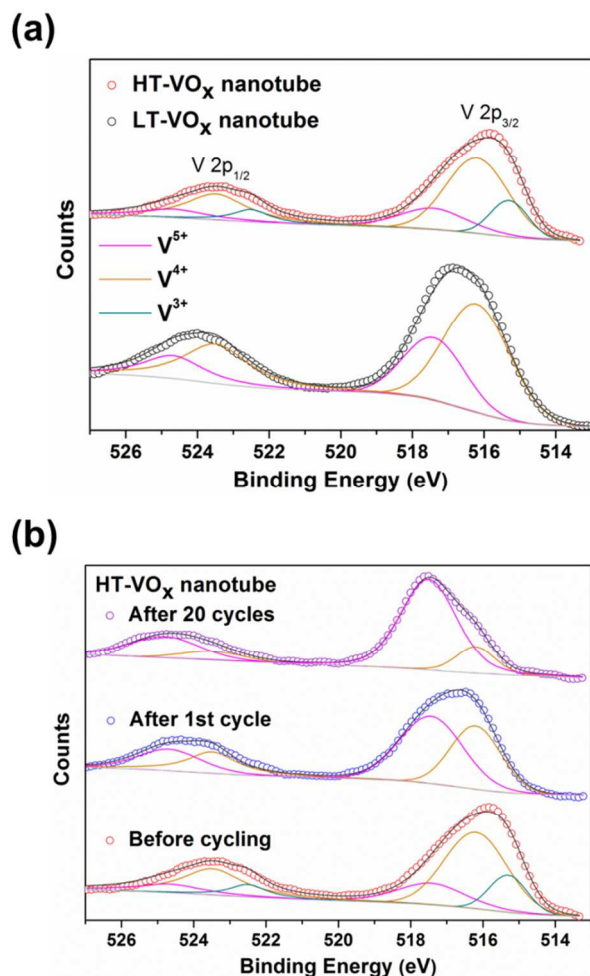 (a)
HT-VOx nanotube
LT-VOx nanotube
V 2p3/2
V 2p1/2
V5+
V4+
V3+
Counts
526 524 522 520 518 516 514
Binding Energy (eV)
(b)
HT-VOx nanotube
After 20 cycles
After 1st cycle
Before cycling
Counts
526 524 522 520 518 516 514
Binding Energy (eV)